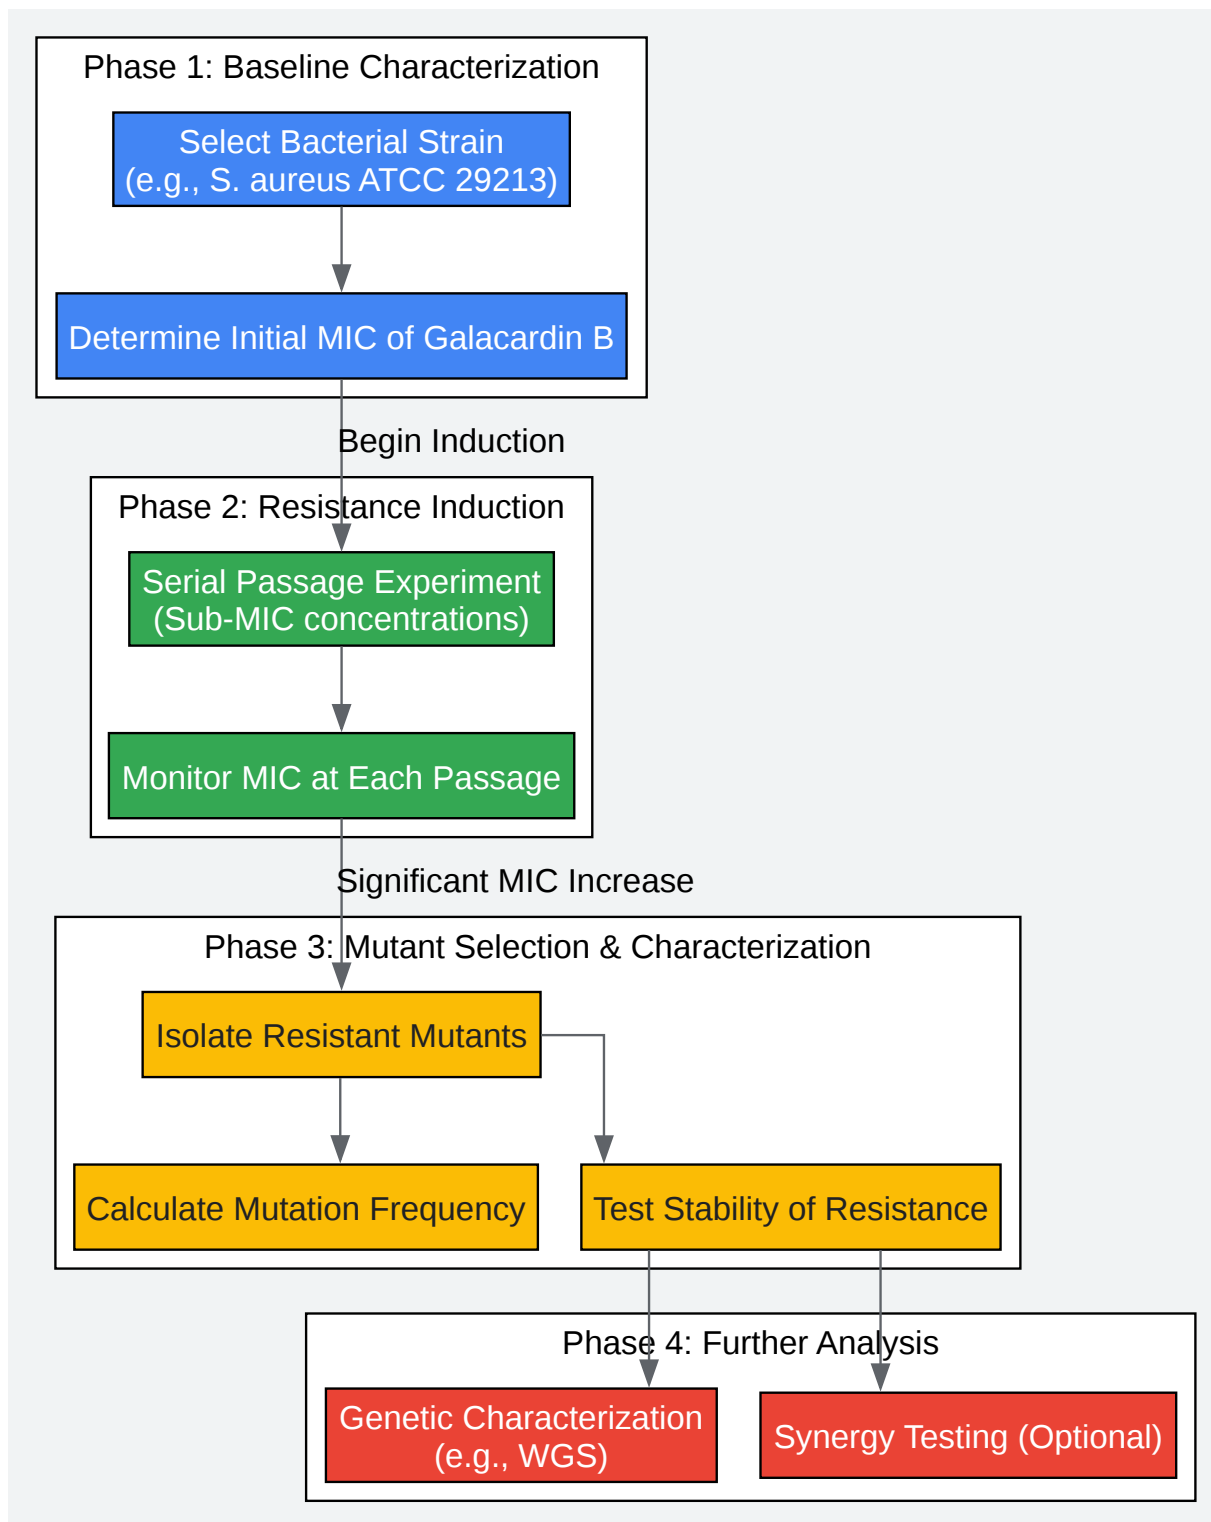 Phase 1: Baseline Characterization
Select Bacterial Strain
(e.g., S. aureus ATCC 29213)
Determine Initial MIC of Galacardin B
Begin Induction
Phase 2: Resistance Induction
Serial Passage Experiment
(Sub-MIC concentrations)
Monitor MIC at Each Passage
Significant MIC Increase
Phase 3: Mutant Selection & Characterization
Isolate Resistant Mutants
Calculate Mutation Frequency
Test Stability of Resistance
Phase 4: Further Analysis
Genetic Characterization
(e.g., WGS)
Synergy Testing (Optional)